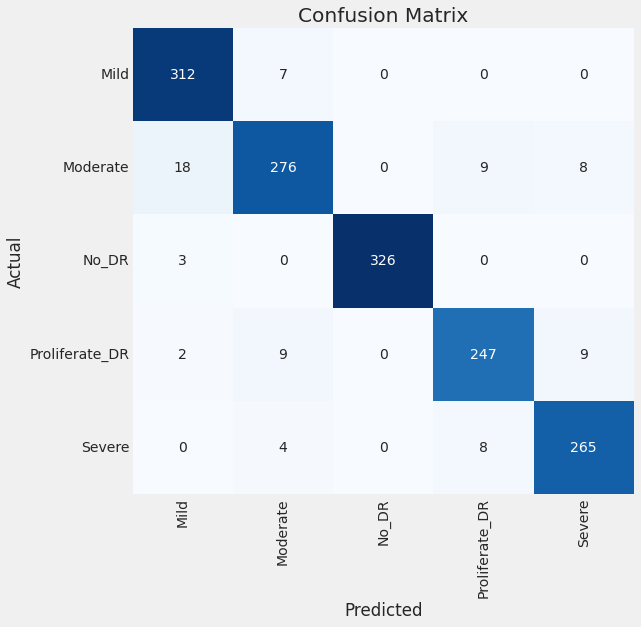 Confusion Matrix
Mild 312 7 0 0 0
Moderate 18 276 0 9 8
No_DR 3 0 326 0 0
Proliferate_DR 2 9 0 247 9
Severe 0 4 0 8 265
Actual
Mild Moderate No_DR Proliferate_DR Severe
Predicted